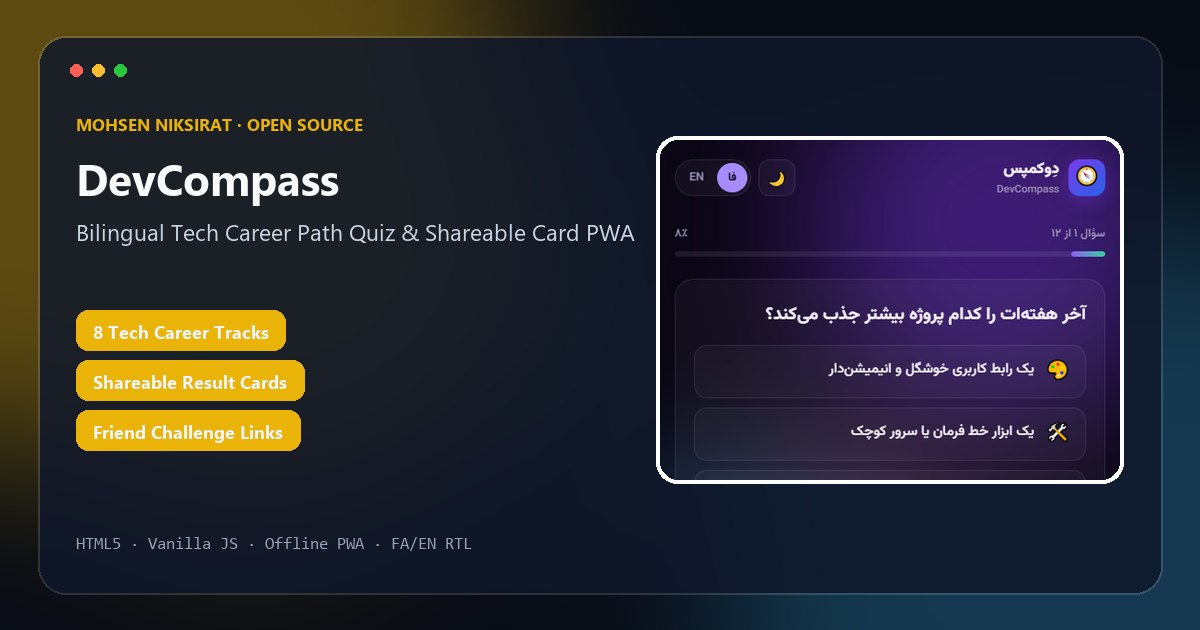 MOHSEN NIKSIRAT · OPEN SOURCE
DevCompass
Bilingual Tech Career Path Quiz & Shareable Card PWA
8 Tech Career Tracks
Shareable Result Cards
Friend Challenge Links
HTML5 · Vanilla JS · Offline PWA · FA/EN RTL
دِوکمپس
DevCompass
فا
EN
سؤال ۱ از ۱۲
۸٪
آخر هفته‌ات را کدام پروژه بیشتر جذب می‌کند؟
یک رابط کاربری خوشگل و انیمیشن‌دار
یک ابزار خط فرمان یا سرور کوچک